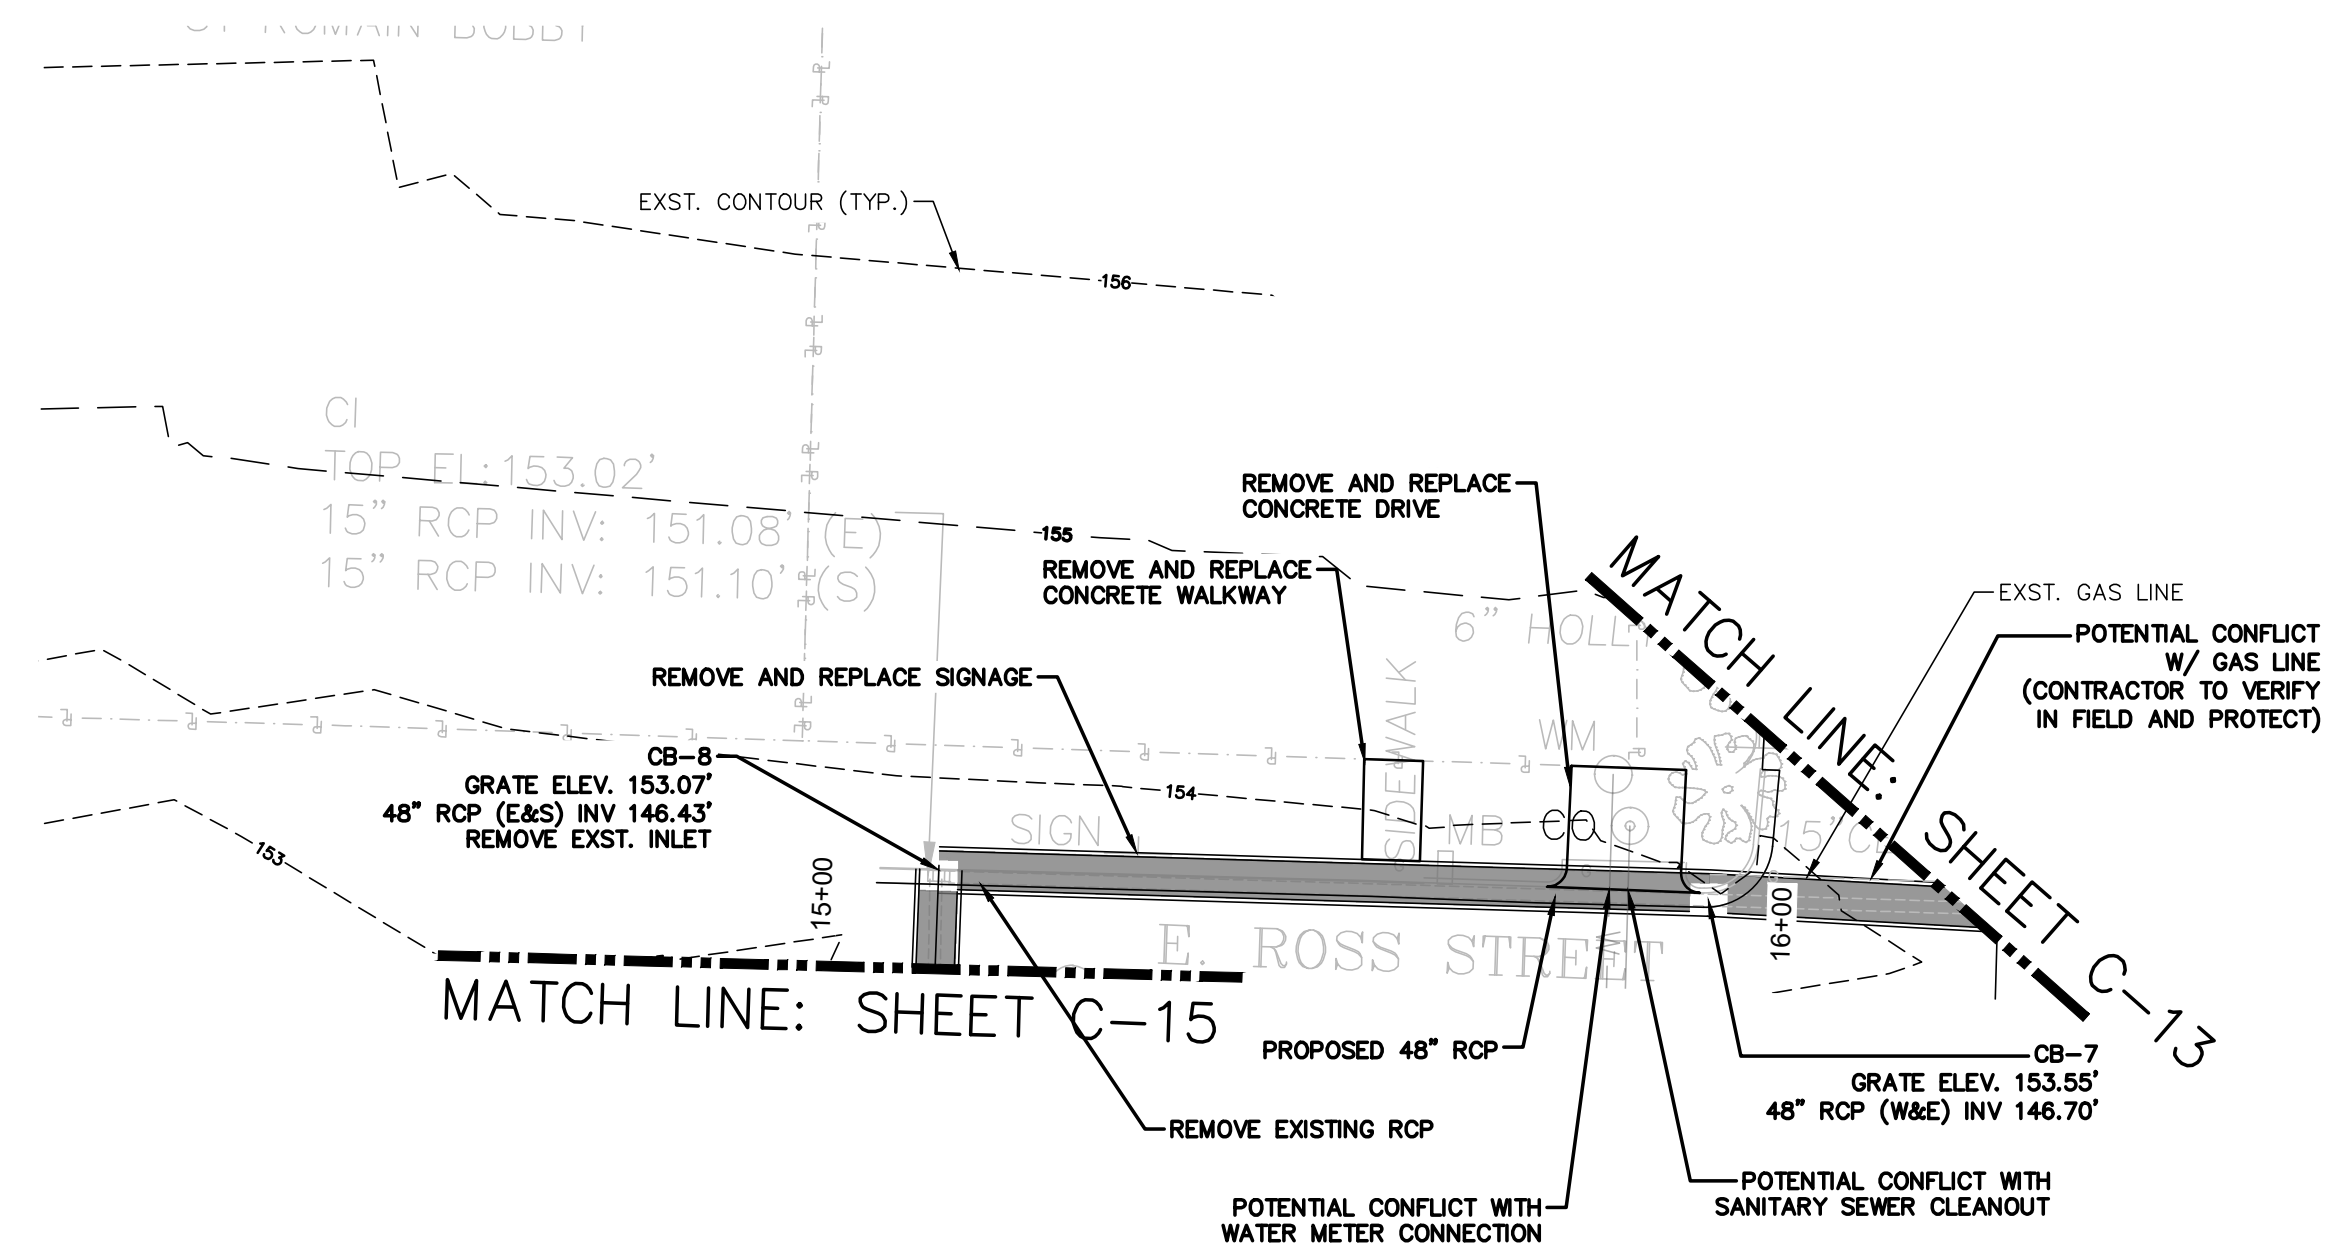 EXST. CONTOUR (TYP.)
156
CI
TOP EL:153.02'
15" RCP INV: 151.08' (E)
15" RCP INV: 151.10' (S)
155
REMOVE AND REPLACE
CONCRETE DRIVE
REMOVE AND REPLACE
CONCRETE WALKWAY
MATCH LINE: SHEET C-13
EXST. GAS LINE
POTENTIAL CONFLICT
W/ GAS LINE
(CONTRACTOR TO VERIFY
IN FIELD AND PROTECT)
6" HOLLY
REMOVE AND REPLACE SIGNAGE
SIDEWALK
WM
CB-8
GRATE ELEV. 153.07'
48" RCP (E&S) INV 146.43'
REMOVE EXST. INLET
154
SIGN
MB
CO
153
15+00
16+00
E. ROSS STREET
W
MATCH LINE: SHEET C-15
PROPOSED 48" RCP
CB-7
GRATE ELEV. 153.55'
48" RCP (W&E) INV 146.70'
REMOVE EXISTING RCP
POTENTIAL CONFLICT WITH
SANITARY SEWER CLEANOUT
POTENTIAL CONFLICT WITH
WATER METER CONNECTION